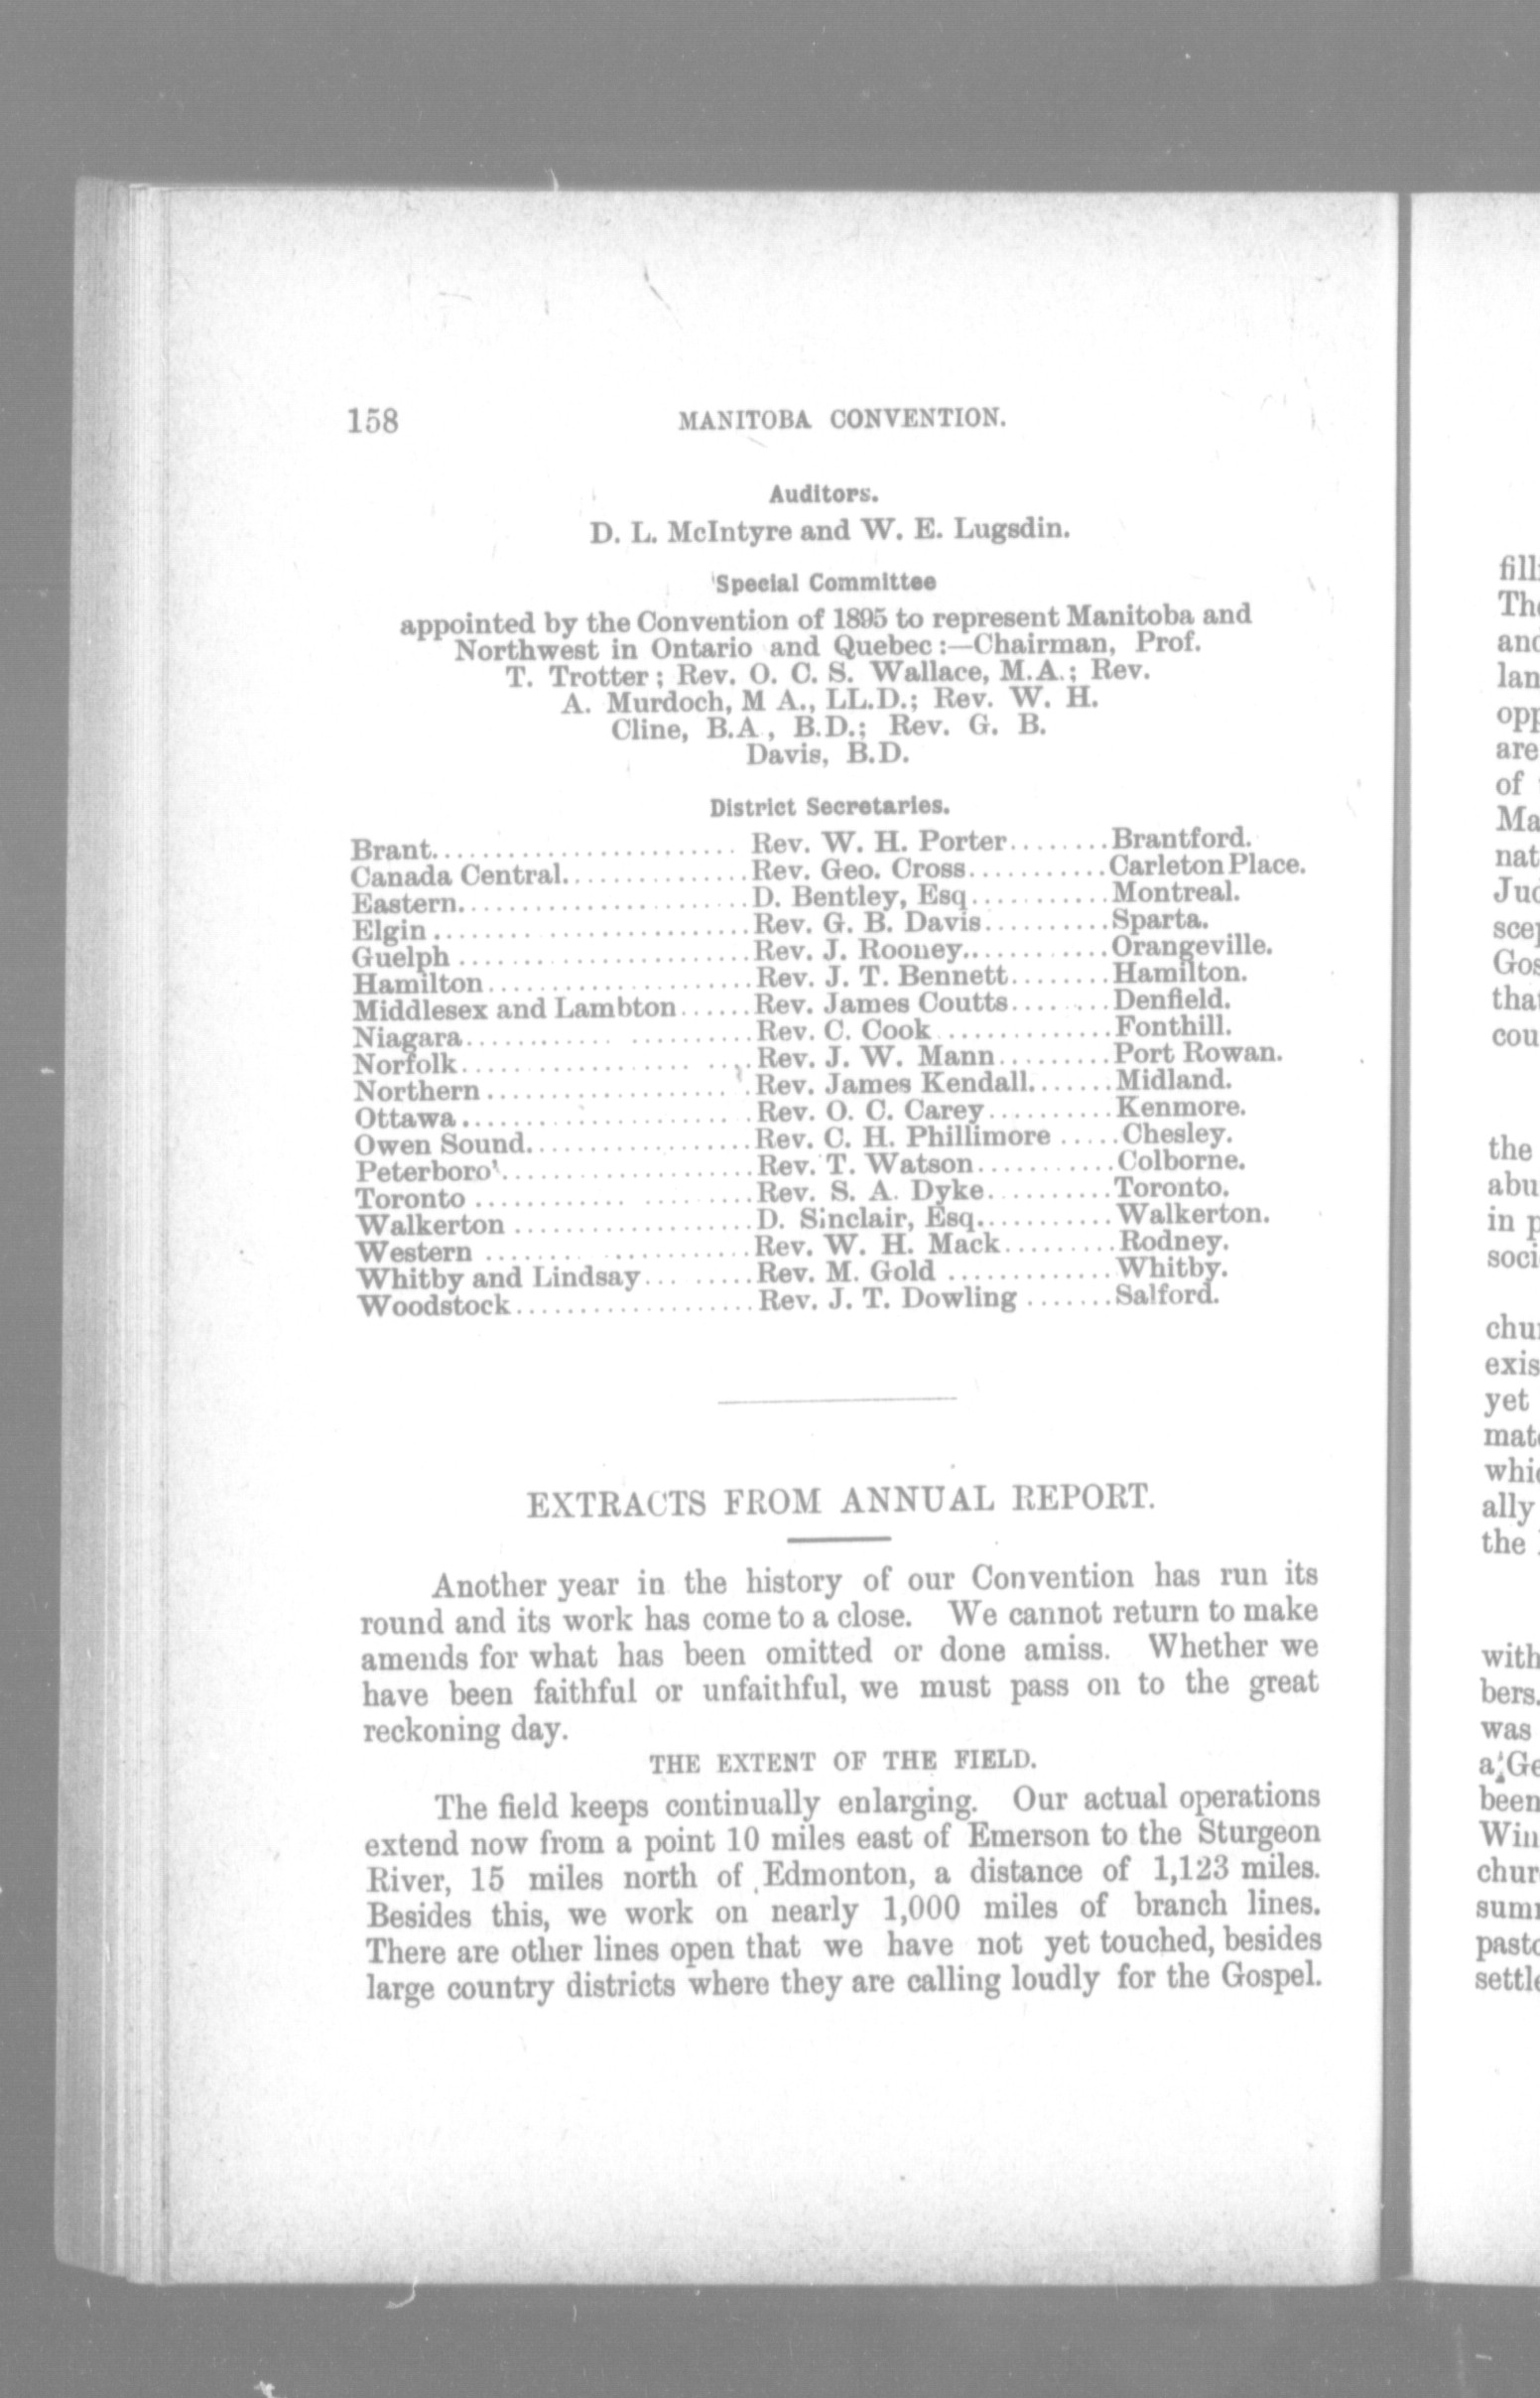 158 MANITOBA CONVENTION.
Auditors.
D. L. McIntyre and W. E. Lugsdin.
Special Committee
appointed by the Convention of 1895 to represent Manitoba and
Northwest in Ontario and Quebec:—Chairman, Prof.
T. Trotter; Rev. O. C. S. Wallace, M.A.; Rev.
A. Murdoch, M A., LL.D.; Rev. W. H.
Cline, B.A., B.D.; Rev. G. B.
Davis, B.D.
District Secretaries.
Brant........................ Rev. W. H. Porter........Brantford.
Canada Central...............Rev. Geo. Cross...........Carleton Place.
Eastern.......................D. Bentley, Esq...........Montreal.
Elgin.........................Rev. G. B. Davis..........Sparta.
Guelph........................Rev. J. Rooney............Orangeville.
Hamilton.....................Rev. J. T. Bennett........Hamilton.
Middlesex and Lambton......Rev. James Coutts........Denfield.
Niagara.......................Rev. C. Cook.............Fonthill.
Norfolk.......................Rev. J. W. Mann.........Port Rowan.
Northern.....................Rev. James Kendall.......Midland.
Ottawa.......................Rev. O. C. Carey..........Kenmore.
Owen Sound..................Rev. C. H. Phillimore.....Chesley.
Peterboro'....................Rev. T. Watson...........Colborne.
Toronto......................Rev. S. A. Dyke..........Toronto.
Walkerton...................D. Sinclair, Esq...........Walkerton.
Western......................Rev. W. H. Mack.........Rodney.
Whitby and Lindsay.........Rev. M. Gold.............Whitby.
Woodstock...................Rev. J. T. Dowling.......Salford.
EXTRACTS FROM ANNUAL REPORT.
Another year in the history of our Convention has run its
round and its work has come to a close. We cannot return to make
amends for what has been omitted or done amiss. Whether we
have been faithful or unfaithful, we must pass on to the great
reckoning day.
THE EXTENT OF THE FIELD.
The field keeps continually enlarging. Our actual operations
extend now from a point 10 miles east of Emerson to the Sturgeon
River, 15 miles north of Edmonton, a distance of 1,123 miles.
Besides this, we work on nearly 1,000 miles of branch lines.
There are other lines open that we have not yet touched, besides
large country districts where they are calling loudly for the Gospel.
are
of
the
abu
in
yet
ally
the
with
bers.
was
been